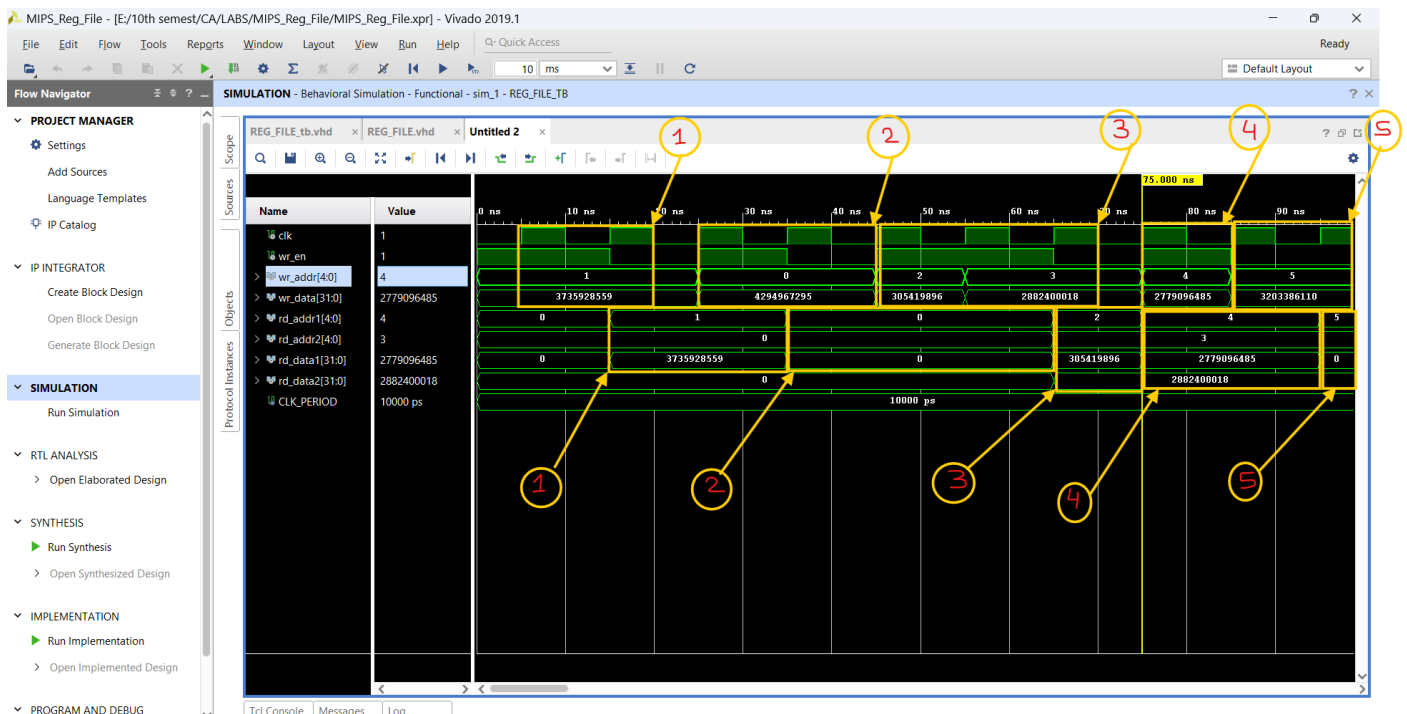 MIPS_Reg_File - [E:/10th semest/CA/LABS/MIPS_Reg_File/MIPS_Reg_File.xpr] - Vivado 2019.1
File Edit Flow Tools Reports Window Layout View Run Help Q- Quick Access Ready
10 ms Default Layout
Flow Navigator ? _ SIMULATION - Behavioral Simulation - Functional - sim_1 - REG_FILE_TB ? ×
PROJECT MANAGER
Settings
Add Sources
Language Templates
IP Catalog
IP INTEGRATOR
Create Block Design
Open Block Design
Generate Block Design
SIMULATION
Run Simulation
RTL ANALYSIS
Open Elaborated Design
SYNTHESIS
Run Synthesis
Open Synthesized Design
IMPLEMENTATION
Run Implementation
Open Implemented Design
PROGRAM AND DEBUG
Scope
Sources
Objects
Protocol Instances
REG_FILE_tb.vhd × REG_FILE.vhd × Untitled 2 × ?
1 2 3 4 5
75.000 ns
Name Value 0 ns 10 ns 20 ns 30 ns 40 ns 50 ns 60 ns 70 ns 80 ns 90 ns
clk 1
wr_en 1
wr_addr[4:0] 4 1 0 2 3 4 5
wr_data[31:0] 2779096485 3735928559 4294967295 305419896 2882400018 2779096485 3203386110
rd_addr1[4:0] 4 0 1 0 2 4 5
rd_addr2[4:0] 3 0 3
rd_data1[31:0] 2779096485 0 3735928559 0 305419896 2779096485 0
rd_data2[31:0] 2882400018 0 2882400018
CLK_PERIOD 10000 ps 10000 ps
1 2 3 4 5
Tcl Console Messages Log